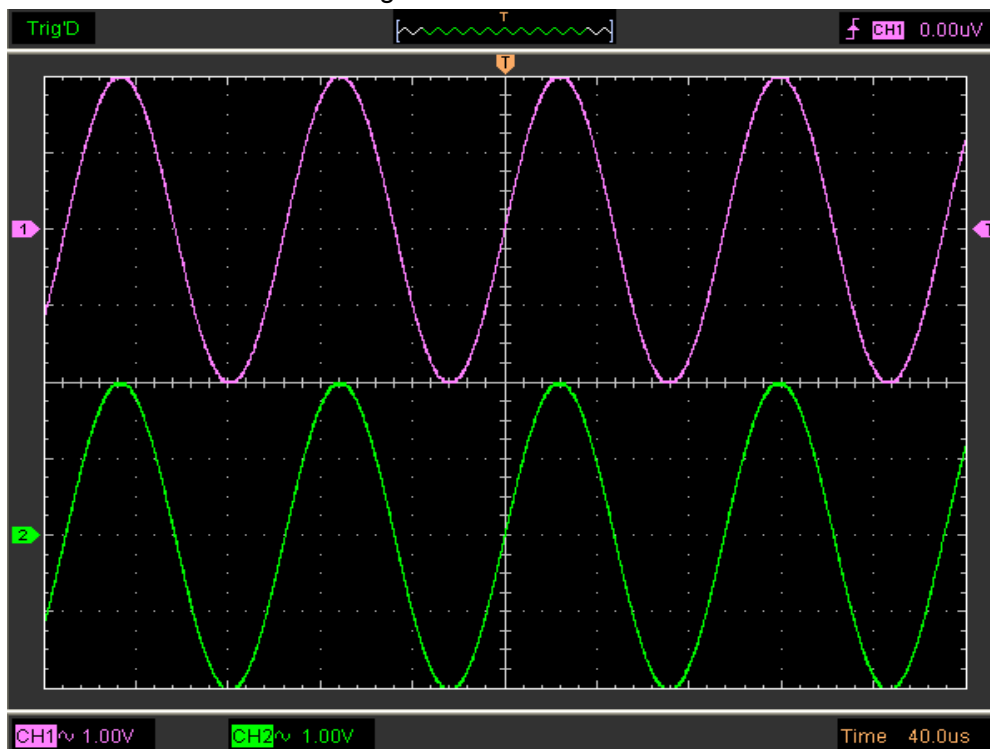 Trig'D
T
CH1 0.00uV
T
1
T
2
CH1 1.00V
CH2 1.00V
Time 40.0us